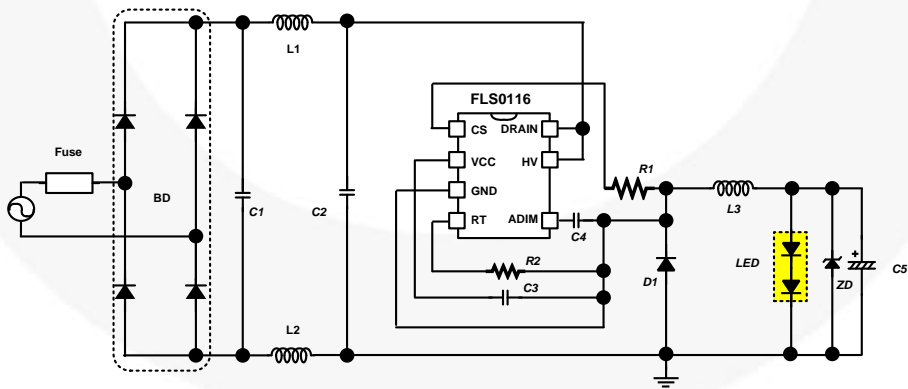 L1
FLS0116
CS
DRAIN
VCC
HV
GND
RT
ADIM
Fuse
BD
C1
C2
R1
L3
C4
R2
C3
D1
LED
ZD
+
C5
L2